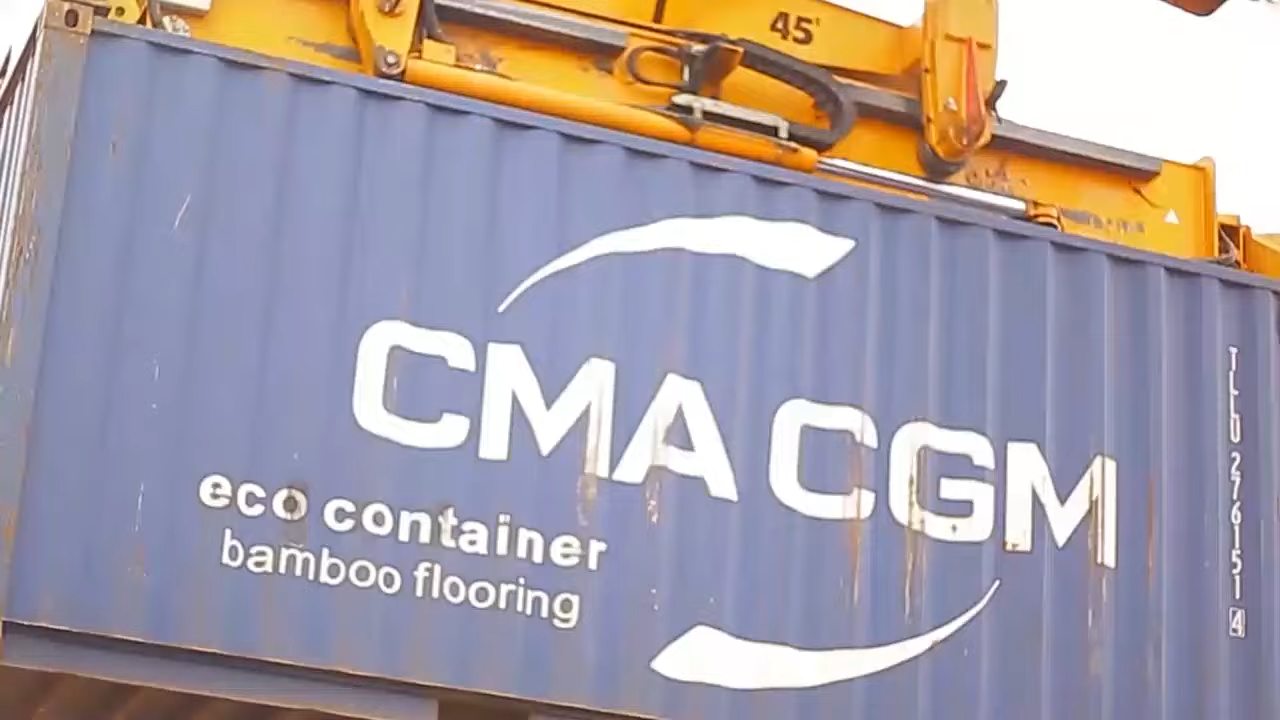 45'
CMA CGM
eco container
bamboo flooring
TLLU 276151 4